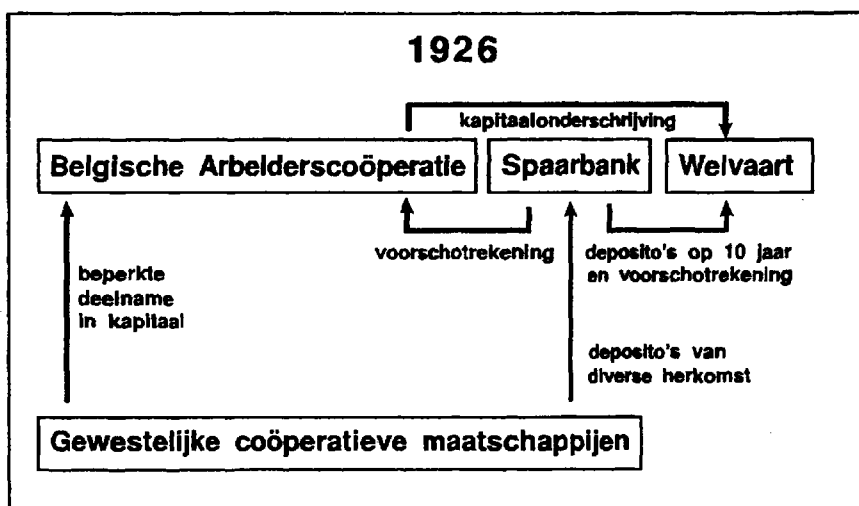 1926
kapitaalonderschrijving
Belgische Arbeiderscoöperatie
Spaarbank
Welvaart
voorschotrekening
deposito's op 10 jaar
en voorschotrekening
beperkte
deelname
in kapitaal
deposito's van
diverse herkomst
Gewestelijke coöperatieve maatschappijen